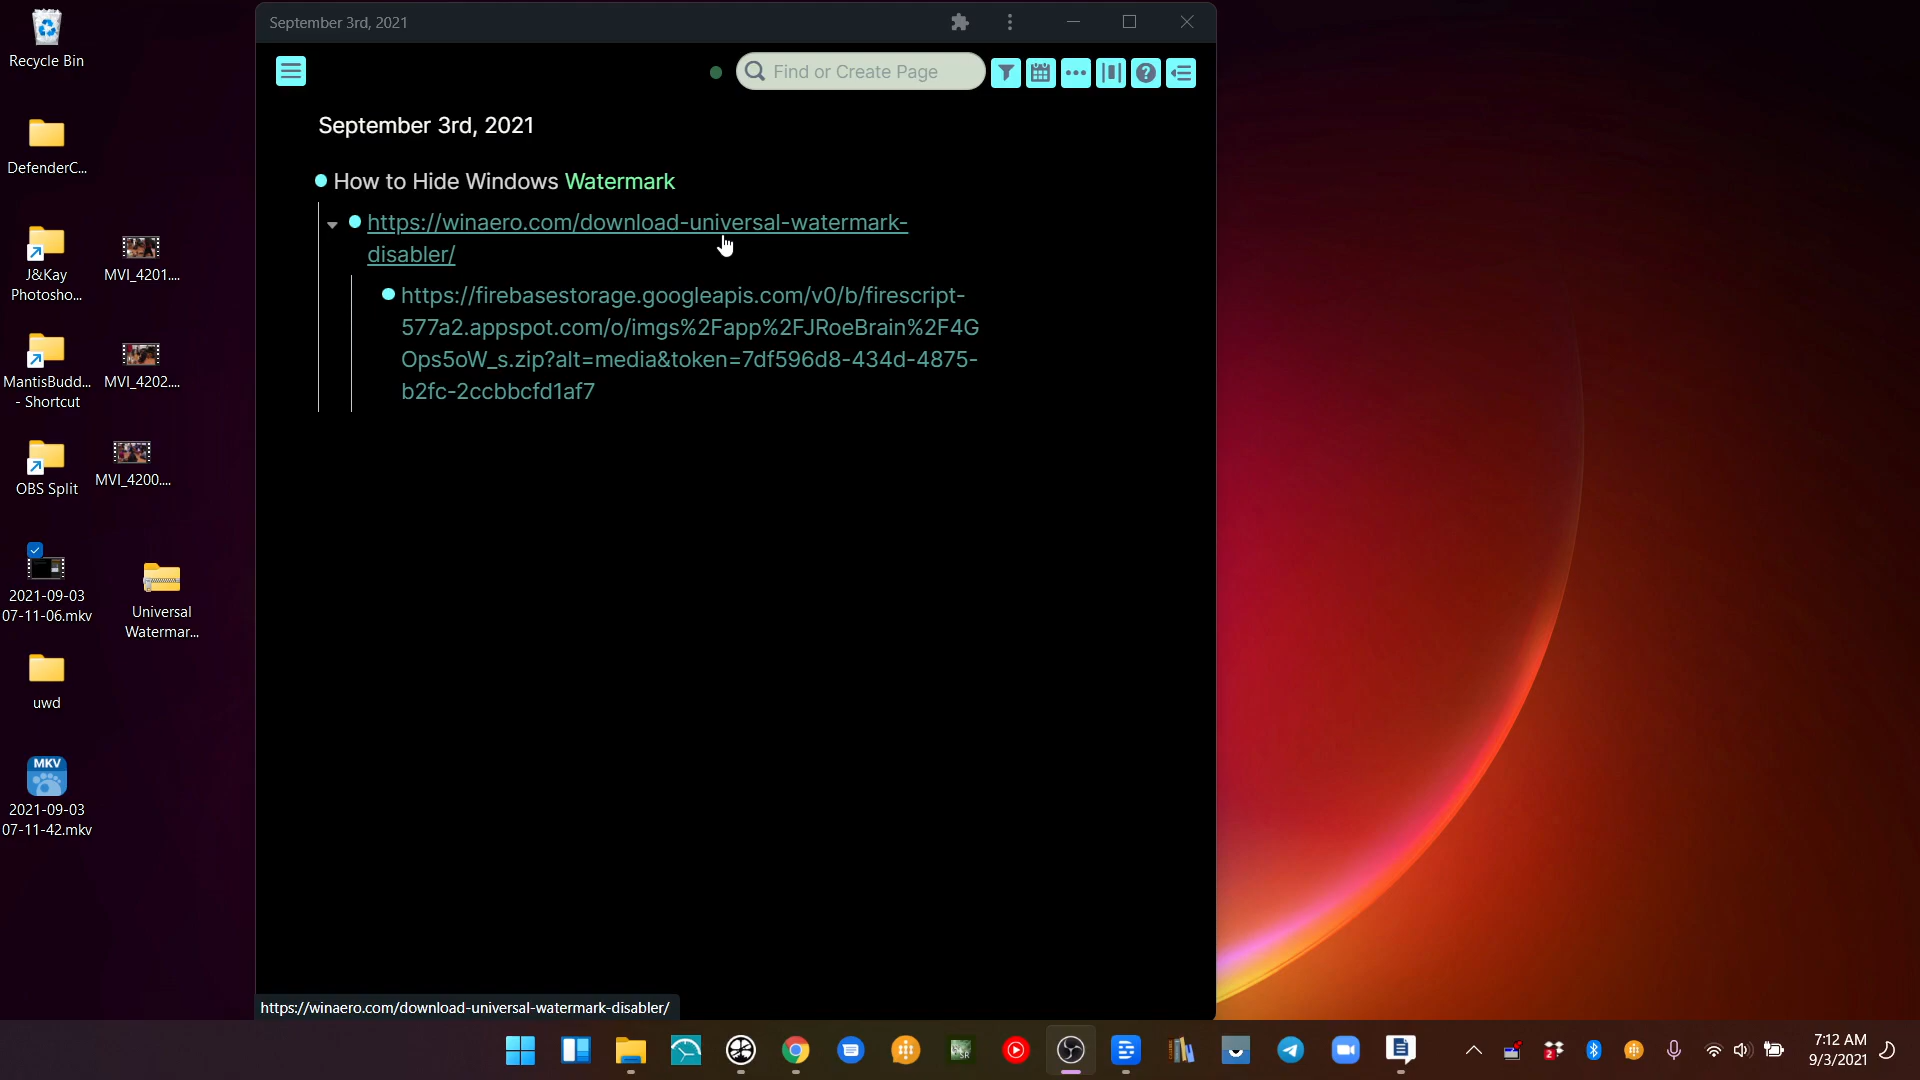 Recycle Bin
DefenderC...
J&Kay
Photosho...
MVI_4201....
MantisBudd...
- Shortcut
MVI_4202....
OBS Split
MVI_4200....
2021-09-03
07-11-06.mkv
Universal
Watermar...
uwd
MKV
2021-09-03
07-11-42.mkv
September 3rd, 2021
Find or Create Page
September 3rd, 2021
How to Hide Windows Watermark
https://winaero.com/download-universal-watermark-
disabler/
https://firebasestorage.googleapis.com/v0/b/firescript-
577a2.appspot.com/o/imgs%2Fapp%2FJRoeBrain%2F4G
Ops5oW_s.zip?alt=media&token=7df596d8-434d-4875-
b2fc-2ccbbcfd1af7
https://winaero.com/download-universal-watermark-disabler/
SR
2
7:12 AM
9/3/2021